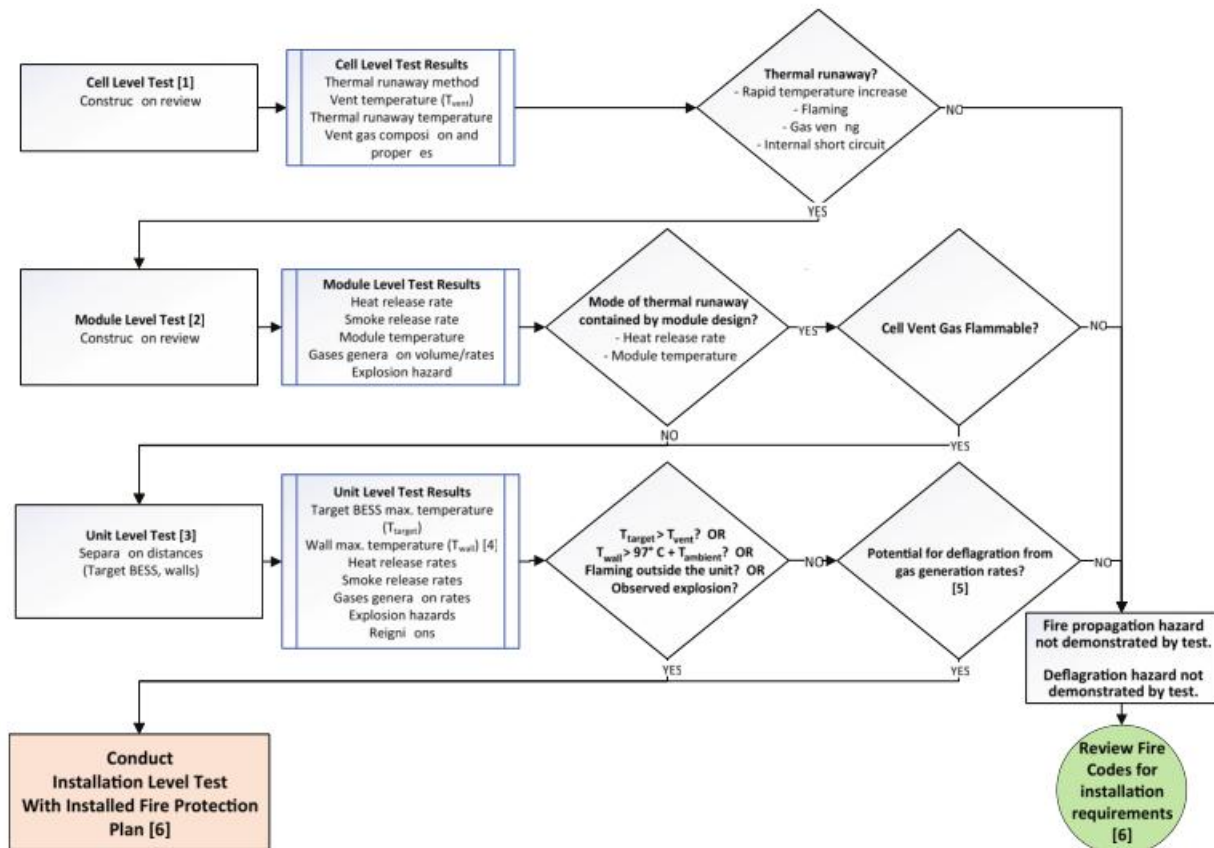 Cell Level Test [1]
Construc on review
Cell Level Test Results
Thermal runaway method
Vent temperature (Tvent)
Thermal runaway temperature
Vent gas composi on and
proper es
Thermal runaway?
- Rapid temperature increase
- Flaming
- Gas ven ng
- Internal short circuit
NO
YES
Module Level Test [2]
Construc on review
Module Level Test Results
Heat release rate
Smoke release rate
Module temperature
Gases genera on volume/rates
Explosion hazard
Mode of thermal runaway
contained by module design?
- Heat release rate
- Module temperature
YES
Cell Vent Gas Flammable?
NO
NO
YES
Unit Level Test [3]
Separa on distances
(Target BESS, walls)
Unit Level Test Results
Target BESS max. temperature
(Ttarget)
Wall max. temperature (Twall) [4]
Heat release rates
Smoke release rates
Gases genera on rates
Explosion hazards
Reigni ons
Ttarget > Tvent? OR
Twall > 97° C + Tambient? OR
Flaming outside the unit? OR
Observed explosion?
NO
Potential for deflagration from
gas generation rates?
[5]
NO
YES
YES
Fire propagation hazard
not demonstrated by test.
Deflagration hazard not
demonstrated by test.
Conduct
Installation Level Test
With Installed Fire Protection
Plan [6]
Review Fire
Codes for
installation
requirements
[6]